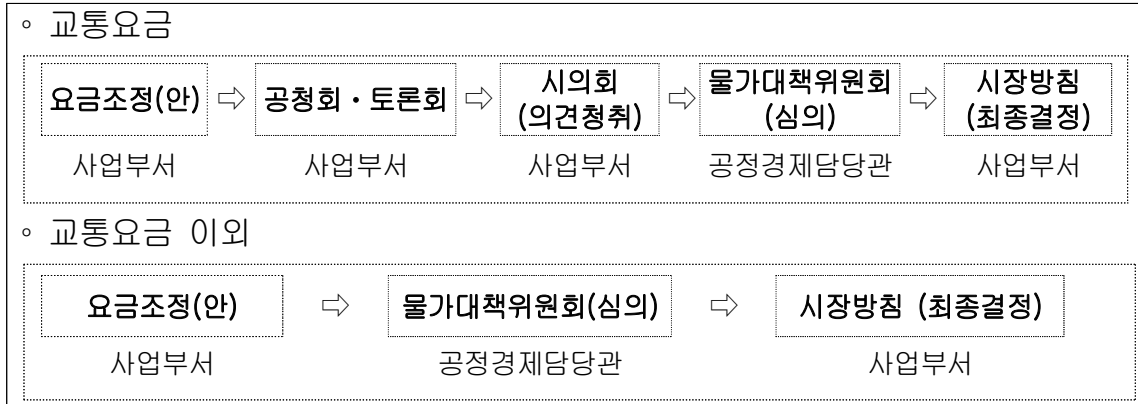 ◦ 교통요금
요금조정(안) ⇨ 공청회・토론회 ⇨ 시의회 (의견청취) ⇨ 물가대책위원회 (심의) ⇨ 시장방침 (최종결정)
사업부서 사업부서 사업부서 공정경제담당관 사업부서
◦ 교통요금 이외
요금조정(안) ⇨ 물가대책위원회(심의) ⇨ 시장방침 (최종결정)
사업부서 공정경제담당관 사업부서